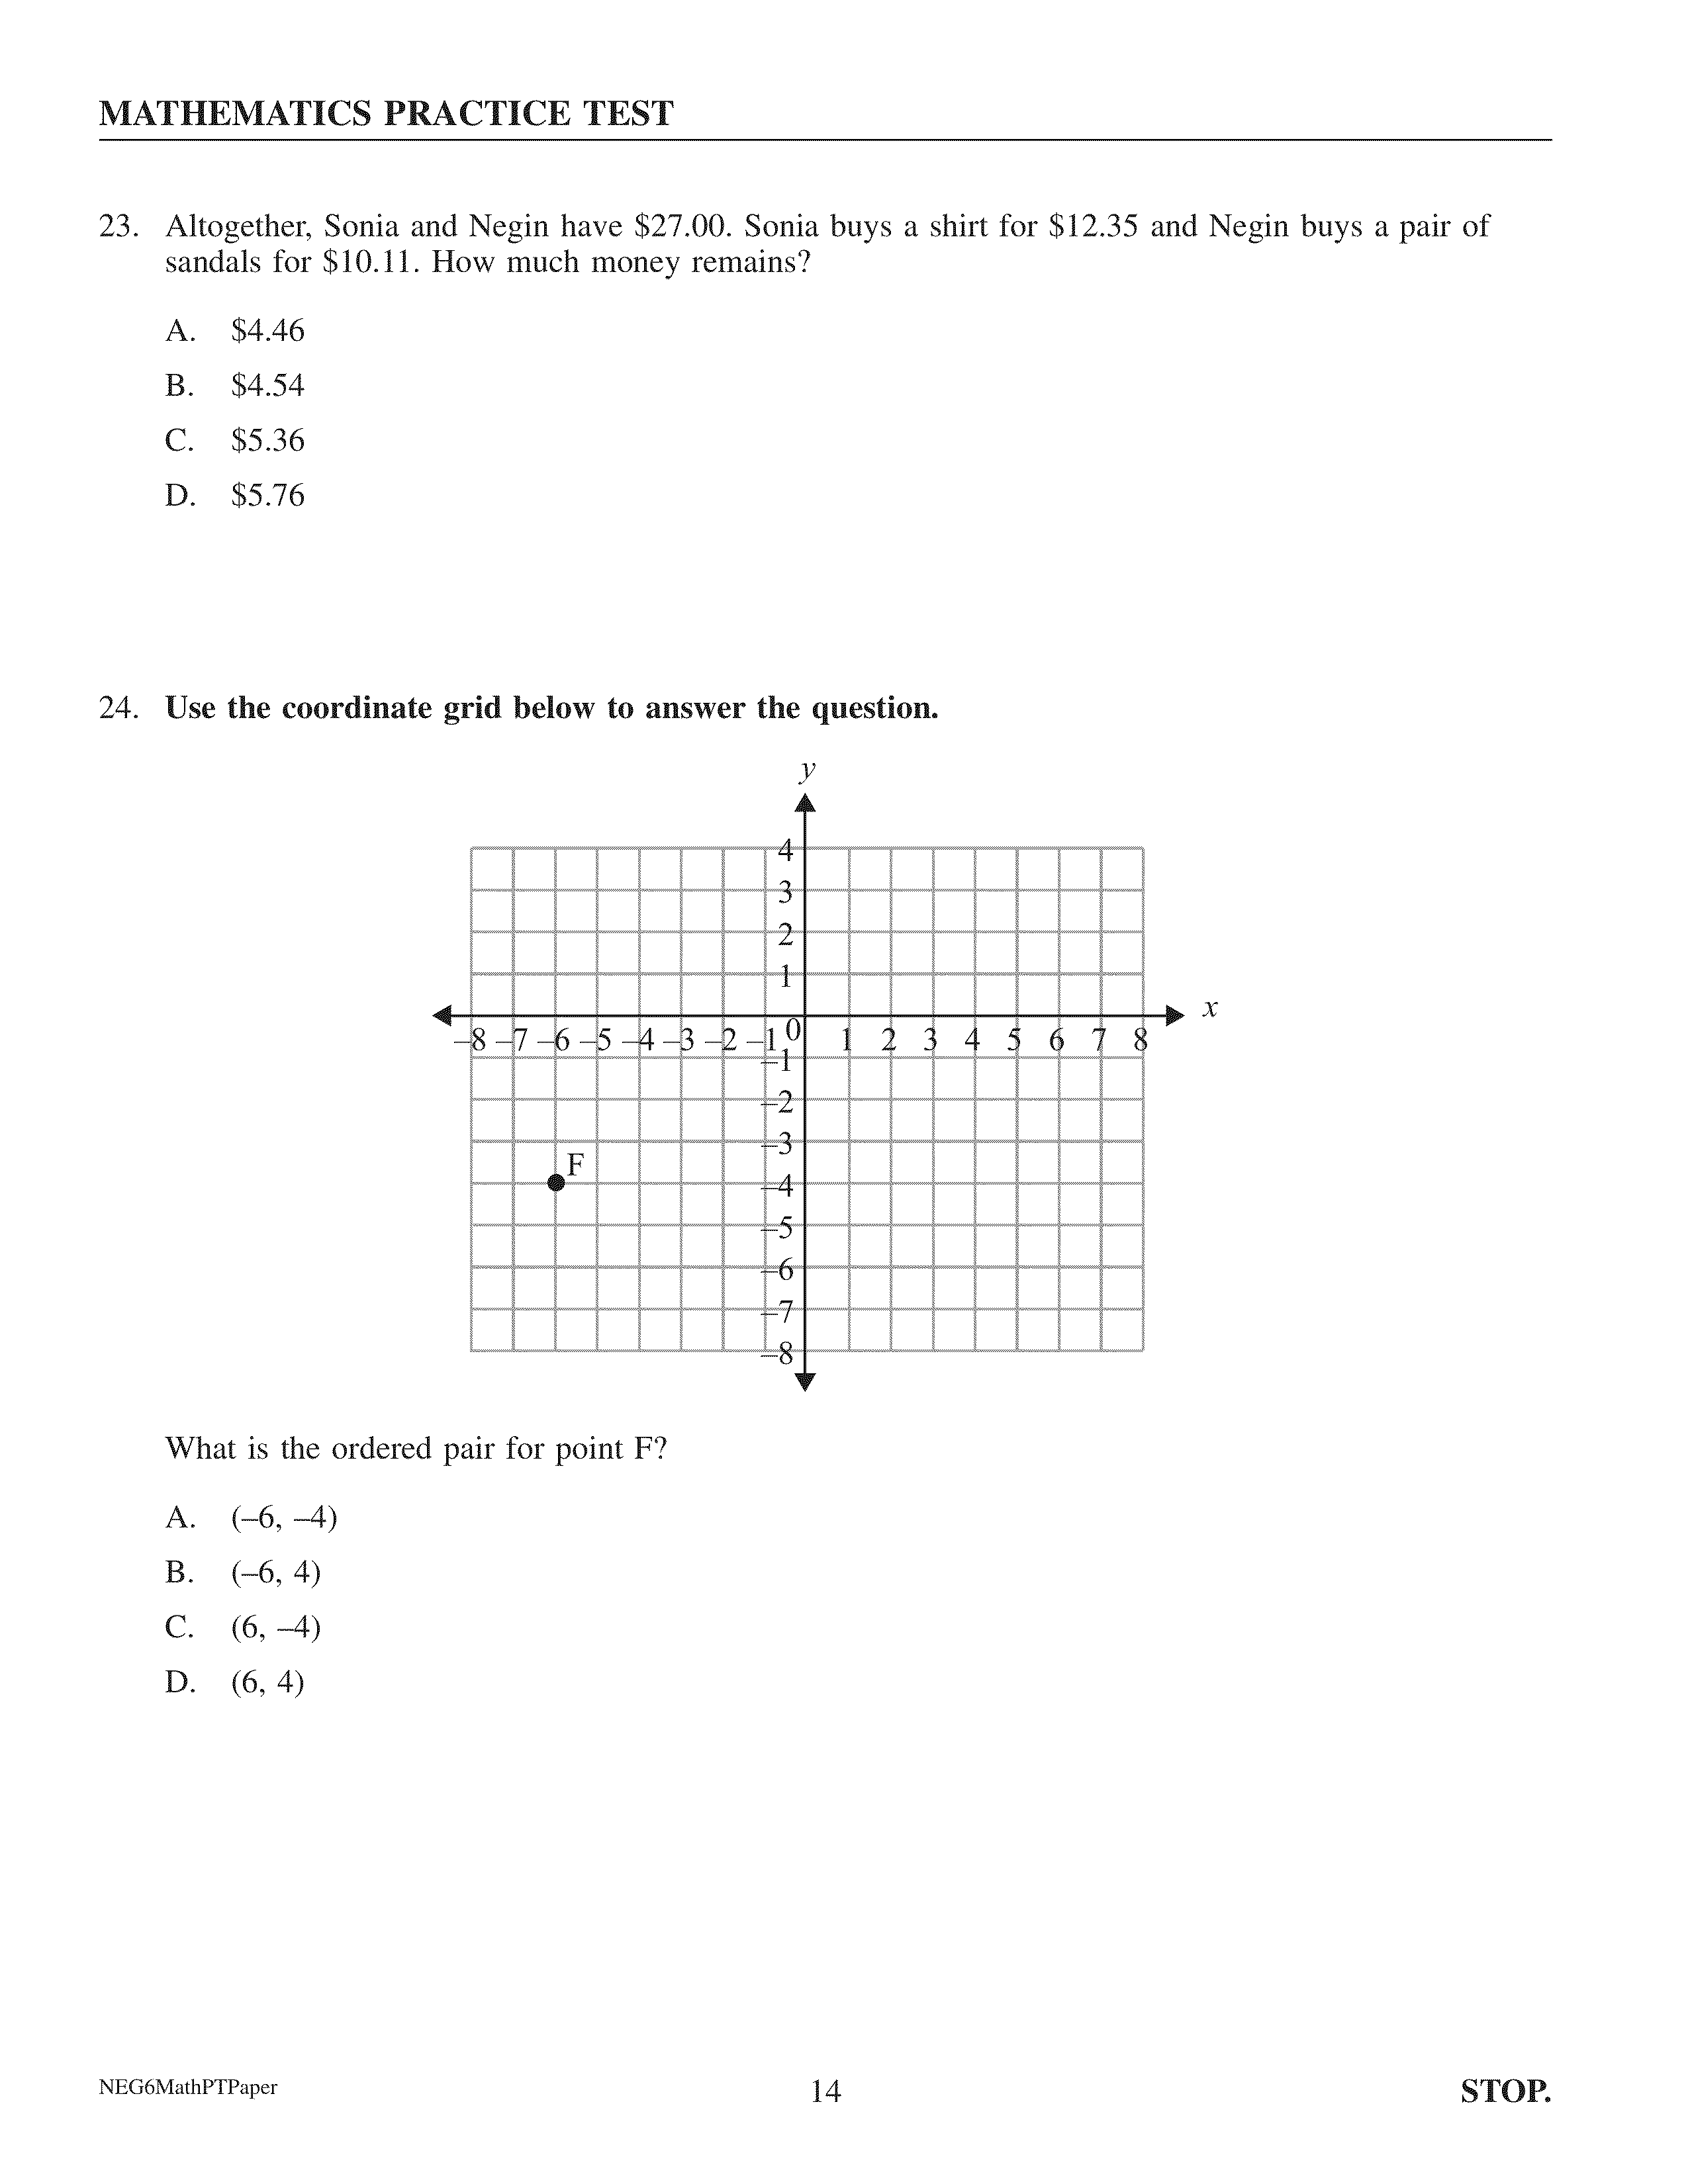 MATHEMATICS PRACTICE TEST
23. Altogether, Sonia and Negin have $27.00. Sonia buys a shirt for $12.35 and Negin buys a pair of
sandals for $10.11. How much money remains?
A. $4.46
B. $4.54
C. $5.36
D. $5.76
24. Use the coordinate grid below to answer the question.
y
4
3
2
1
x
–8 –7 –6 –5 –4 –3 –2 –1 0 1 2 3 4 5 6 7 8
–1
–2
–3
F
–4
–5
–6
–7
–8
What is the ordered pair for point F?
A. (–6, –4)
B. (–6, 4)
C. (6, –4)
D. (6, 4)
NEG6MathPTPaper 14 STOP.